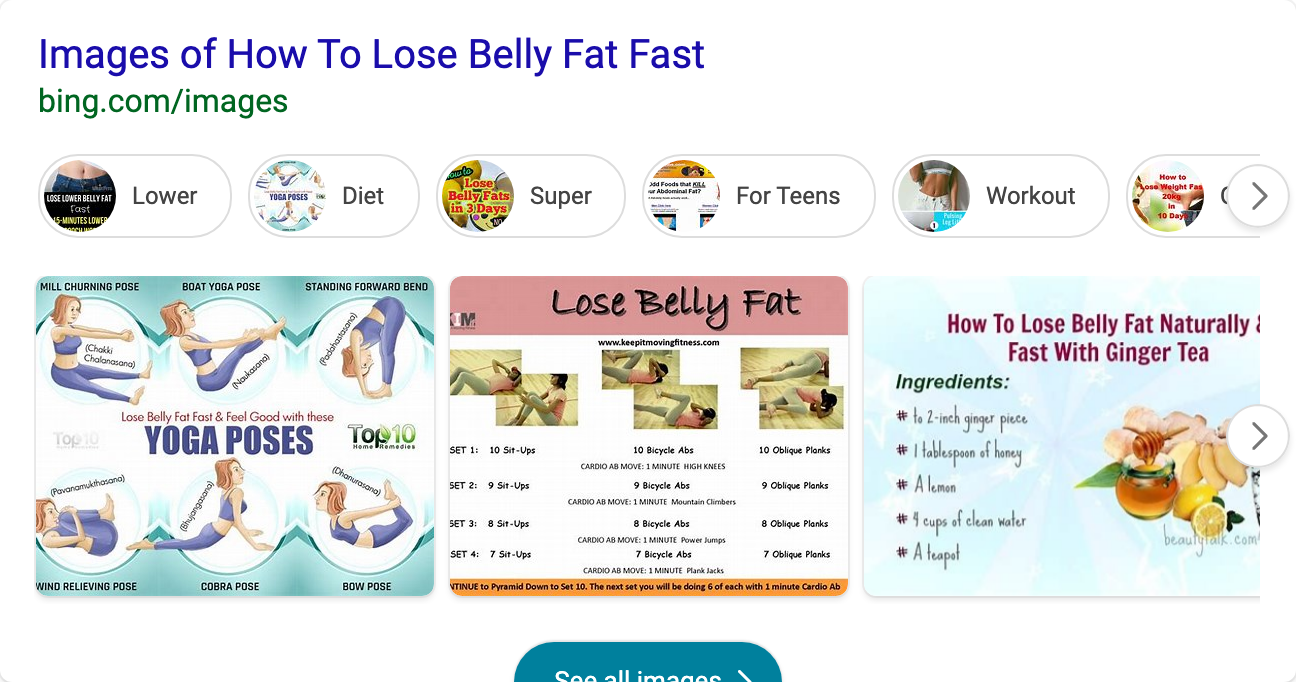 Images of How To Lose Belly Fat Fast
bing.com/images
LOSE LOWER BELLY FAT
Fast
Lower
YOGA POSES
Diet
how to
Lose
Belly Fats
in 3 Days
Super
Odd Foods that KILL
our Abdominal Fat?
For Teens
Workout
How to
Lose Weight Fas
20kg
in
10 Days
MILL CHURNING POSE
BOAT YOGA POSE
STANDING FORWARD BEND
(Chakki
Chalanasana)
(Naukasana)
(Padahastasana)
Lose Belly Fat Fast & Feel Good with these
YOGA POSES
Top10
Top10
Home Remedies
(Pavanamukthasana)
(Bhujangasana)
(Dhanurasana)
WIND RELIEVING POSE
COBRA POSE
BOW POSE
Lose Belly Fat
KIM
www.keepitmovingfitness.com
SET 1: 10 Sit-Ups 10 Bicycle Abs 10 Oblique Planks
CARDIO AB MOVE: 1 MINUTE HIGH KNEES
SET 2: 9 Sit-Ups 9 Bicycle Abs 9 Oblique Planks
CARDIO AB MOVE: 1 MINUTE Mountain Climbers
SET 3: 8 Sit-Ups 8 Bicycle Abs 8 Oblique Planks
CARDIO AB MOVE: 1 MINUTE Power Jumps
SET 4: 7 Sit-Ups 7 Bicycle Abs 7 Oblique Planks
CARDIO AB MOVE: 1 MINUTE Plank Jacks
NTINUE to Pyramid Down to Set 10. The next set you will be doing 6 of each with 1 minute Cardio Ab
How To Lose Belly Fat Naturally &
Fast With Ginger Tea
Ingredients:
# to 2-inch ginger piece
# 1 tablespoon of honey
# A lemon
# 4 cups of clean water
# A teapot
beautytalk.com
See all images